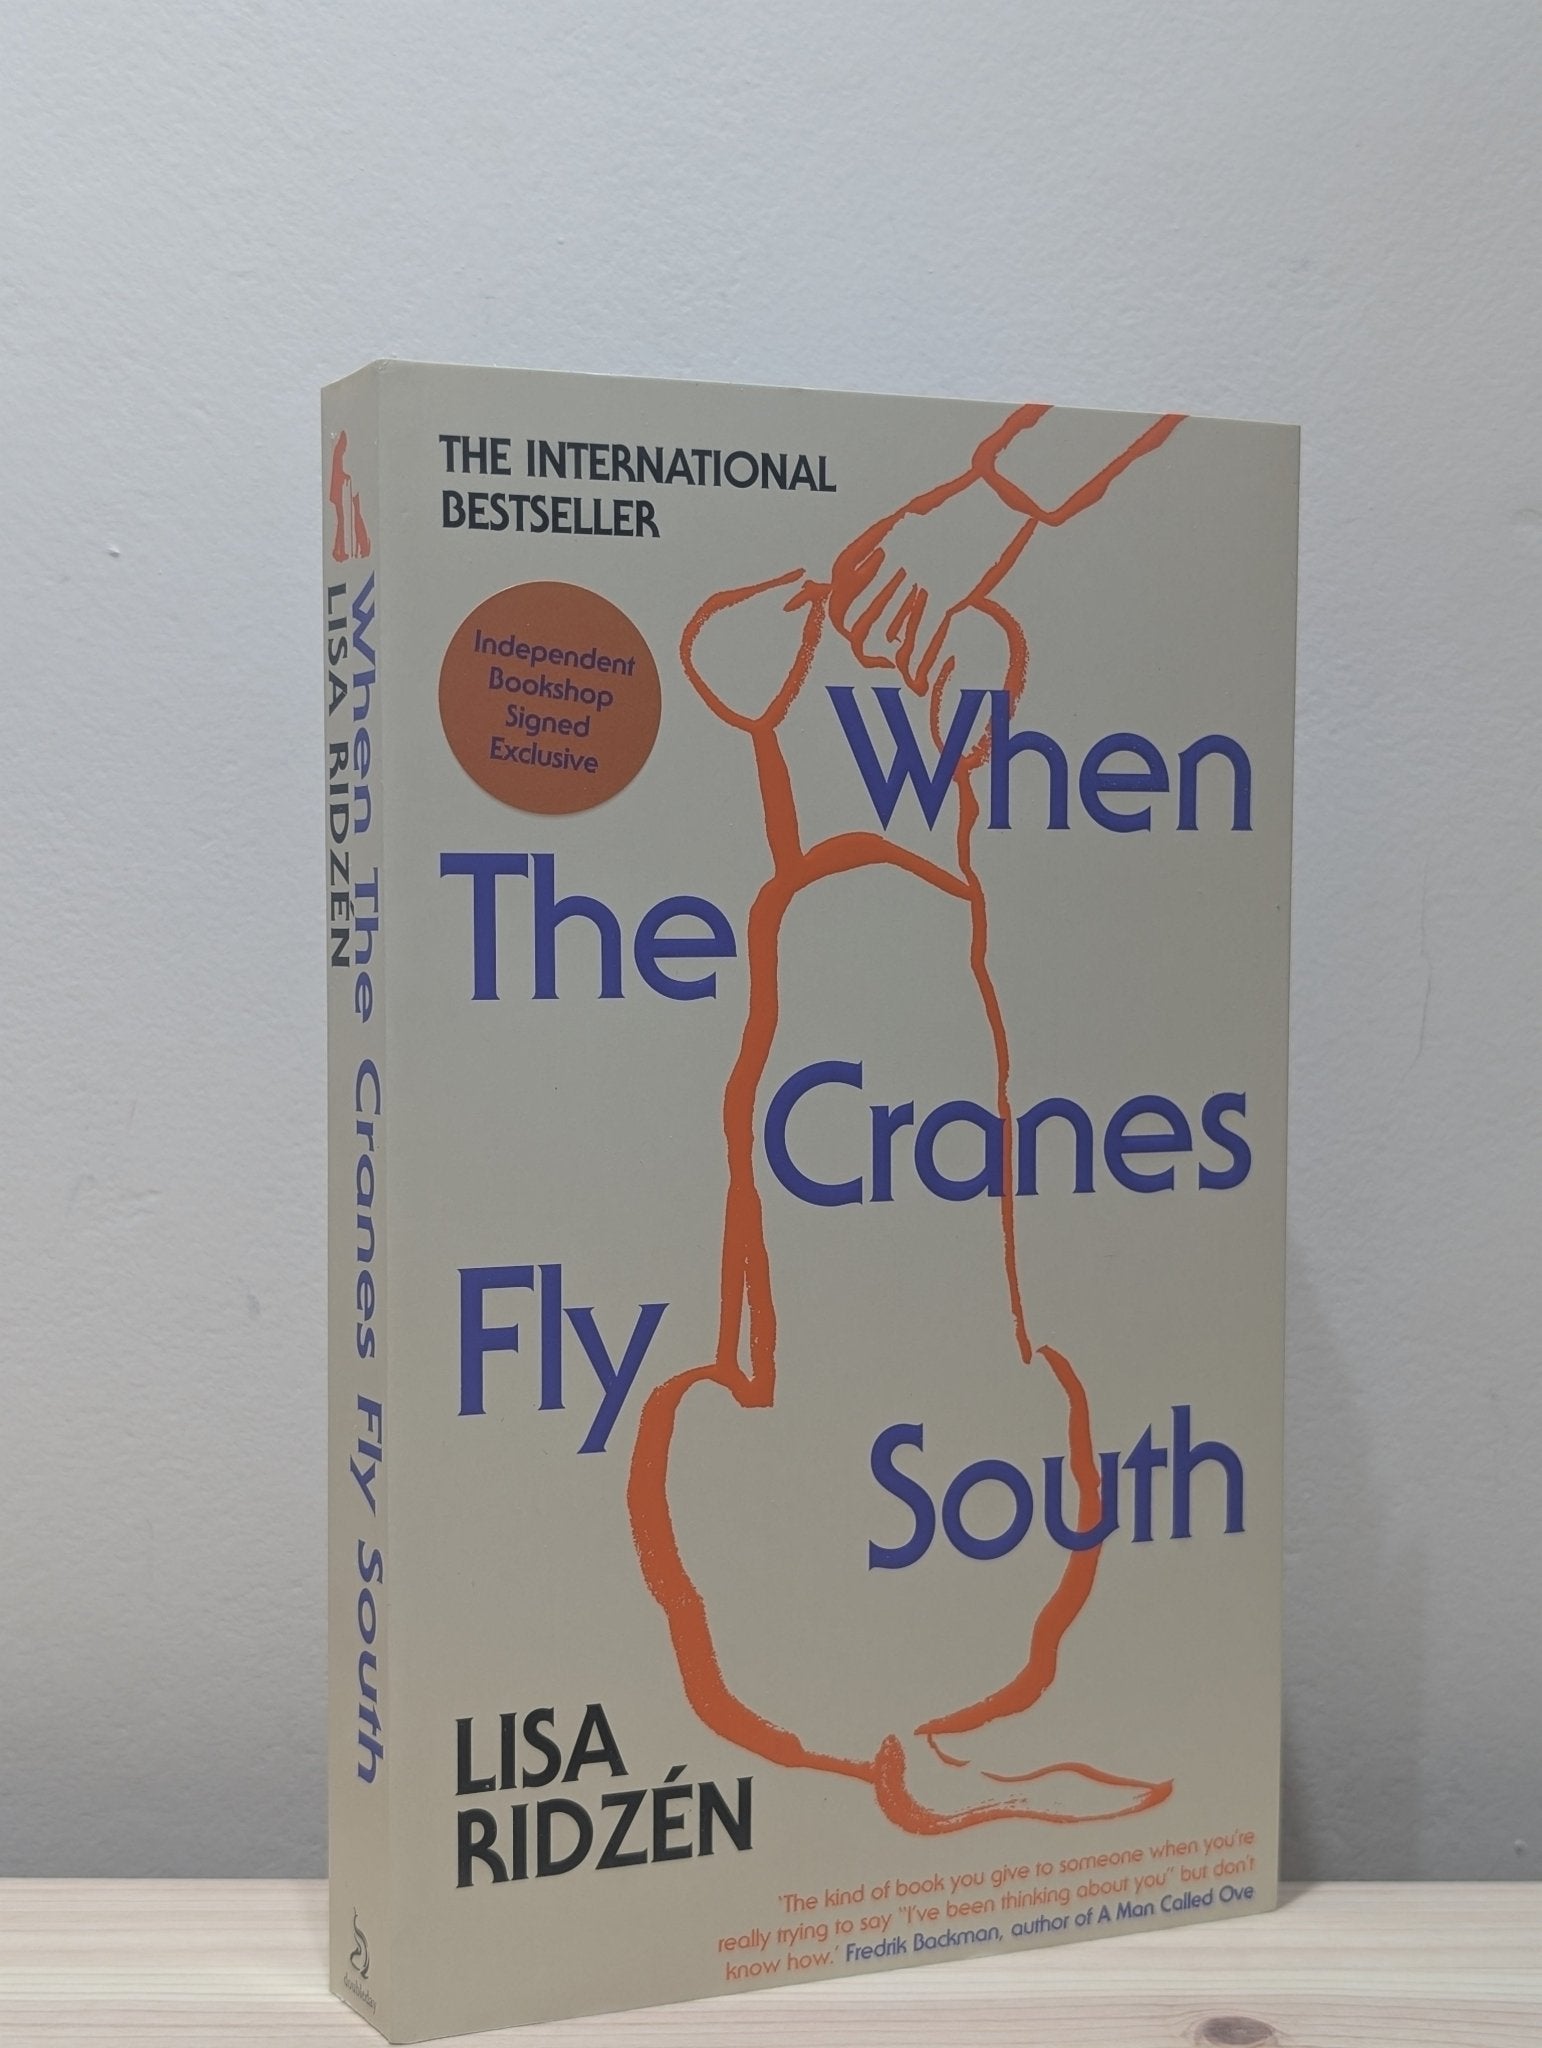 THE INTERNATIONAL
BESTSELLER
Independent
Bookshop
Signed
Exclusive
When
The
Cranes
Fly
South
LISA
RIDZÉN
'The kind of book you give to someone when you're
really trying to say "I've been thinking about you" but don't
know how.' Fredrik Backman, author of A Man Called Ove
LISA RIDZÉN
When The Cranes Fly South
doubleday